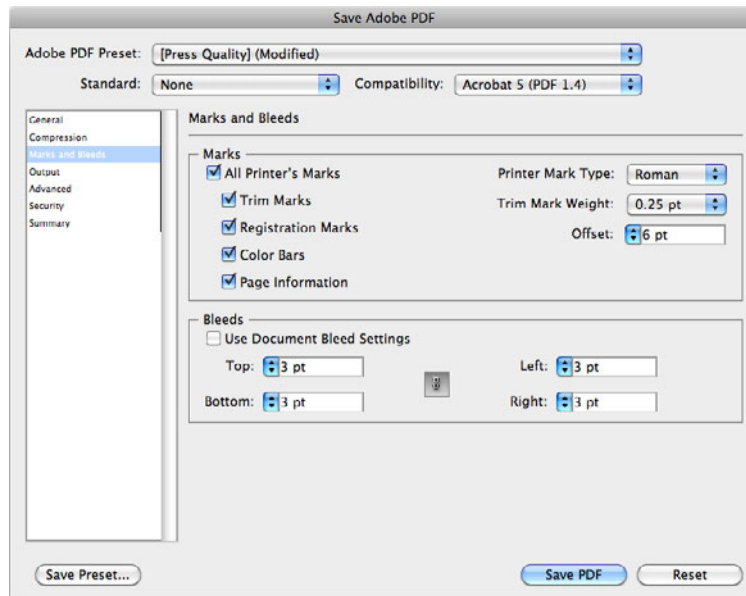 Save Adobe PDF
Adobe PDF Preset: [Press Quality] (Modified)
Standard: None Compatibility: Acrobat 5 (PDF 1.4)
General
Compression
Marks and Bleeds
Output
Advanced
Security
Summary
Marks and Bleeds
Marks
All Printer's Marks
Trim Marks
Registration Marks
Color Bars
Page Information
Printer Mark Type: Roman
Trim Mark Weight: 0.25 pt
Offset: 6 pt
Bleeds
Use Document Bleed Settings
Top: 3 pt Left: 3 pt
Bottom: 3 pt Right: 3 pt
Save Preset... Save PDF Reset